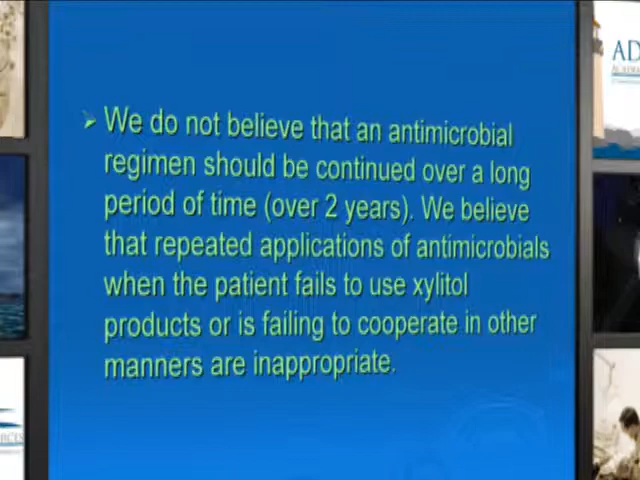 We do not believe that an antimicrobial
regimen should be continued over a long
period of time (over 2 years). We believe
that repeated applications of antimicrobials
when the patient fails to use xylitol
products or is failing to cooperate in other
manners are inappropriate.
AD